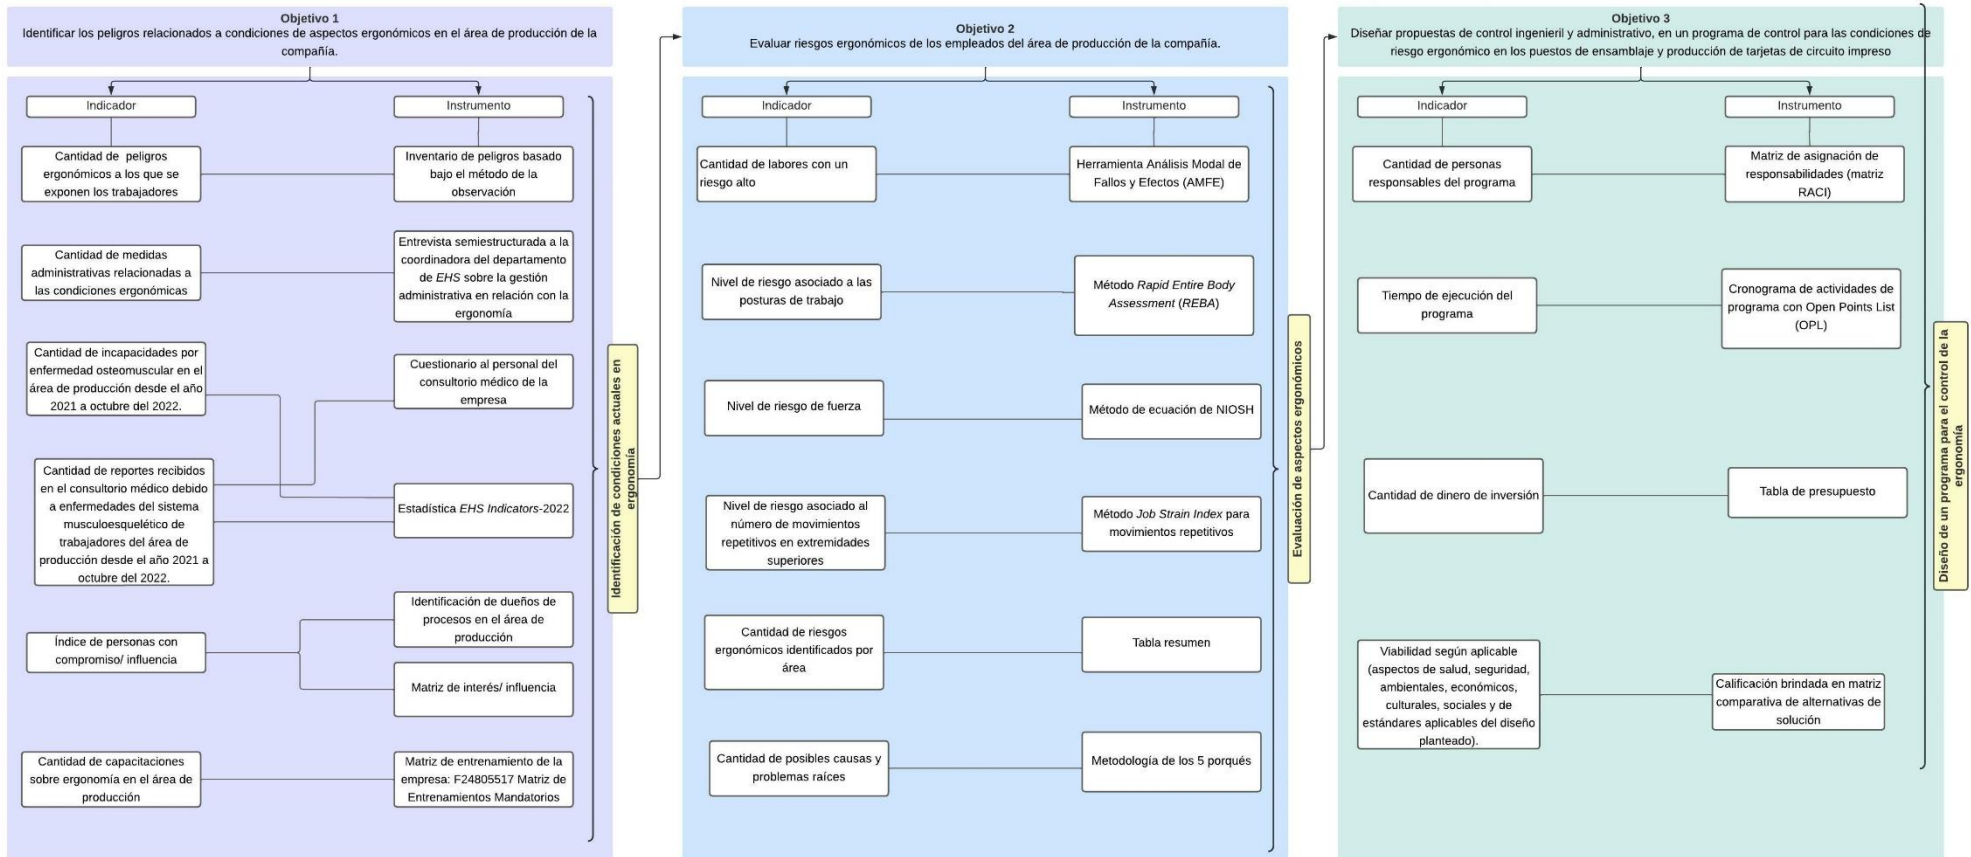 Objetivo 1
Identificar los peligros relacionados a condiciones de aspectos ergonómicos en el área de producción de la
compañía.
Indicador
Instrumento
Cantidad de peligros
ergonómicos a los que se
exponen los trabajadores
Inventario de peligros basado
bajo el método de la
observación
Cantidad de medidas
administrativas relacionadas a
las condiciones ergonómicas
Entrevista semiestructurada a la
coordinadora del departamento
de EHS sobre la gestión
administrativa en relación con la
ergonomía
Cantidad de incapacidades por
enfermedad osteomuscular en el
área de producción desde el año
2021 a octubre del 2022.
Cuestionario al personal del
consultorio médico de la
empresa
Cantidad de reportes recibidos
en el consultorio médico debido
a enfermedades del sistema
musculoesquelético de
trabajadores del área de
producción desde el año 2021 a
octubre del 2022.
Estadística EHS Indicators-2022
Índice de personas con
compromiso/ influencia
Identificación de dueños de
procesos en el área de
producción
Matriz de interés/ influencia
Cantidad de capacitaciones
sobre ergonomía en el área de
producción
Matriz de entrenamiento de la
empresa: F24805517 Matriz de
Entrenamientos Mandatorios
Identificación de condiciones actuales en
ergonomía
Objetivo 2
Evaluar riesgos ergonómicos de los empleados del área de producción de la compañía.
Indicador
Instrumento
Cantidad de labores con un
riesgo alto
Herramienta Análisis Modal de
Fallos y Efectos (AMFE)
Nivel de riesgo asociado a las
posturas de trabajo
Método Rapid Entire Body
Assessment (REBA)
Nivel de riesgo de fuerza
Método de ecuación de NIOSH
Nivel de riesgo asociado al
número de movimientos
repetitivos en extremidades
superiores
Método Job Strain Index para
movimientos repetitivos
Cantidad de riesgos
ergonómicos identificados por
área
Tabla resumen
Cantidad de posibles causas y
problemas raíces
Metodología de los 5 porqués
Evaluación de aspectos ergonómicos
Objetivo 3
Diseñar propuestas de control ingenieril y administrativo, en un programa de control para las condiciones de
riesgo ergonómico en los puestos de ensamblaje y producción de tarjetas de circuito impreso
Indicador
Instrumento
Cantidad de personas
responsables del programa
Matriz de asignación de
responsabilidades (matriz
RACI)
Tiempo de ejecución del
programa
Cronograma de actividades de
programa con Open Points List
(OPL)
Cantidad de dinero de inversión
Tabla de presupuesto
Viabilidad según aplicable
(aspectos de salud, seguridad,
ambientales, económicos,
culturales, sociales y de
estándares aplicables del diseño
planteado).
Calificación brindada en matriz
comparativa de alternativas de
solución
Diseño de un programa para el control de la
ergonomía